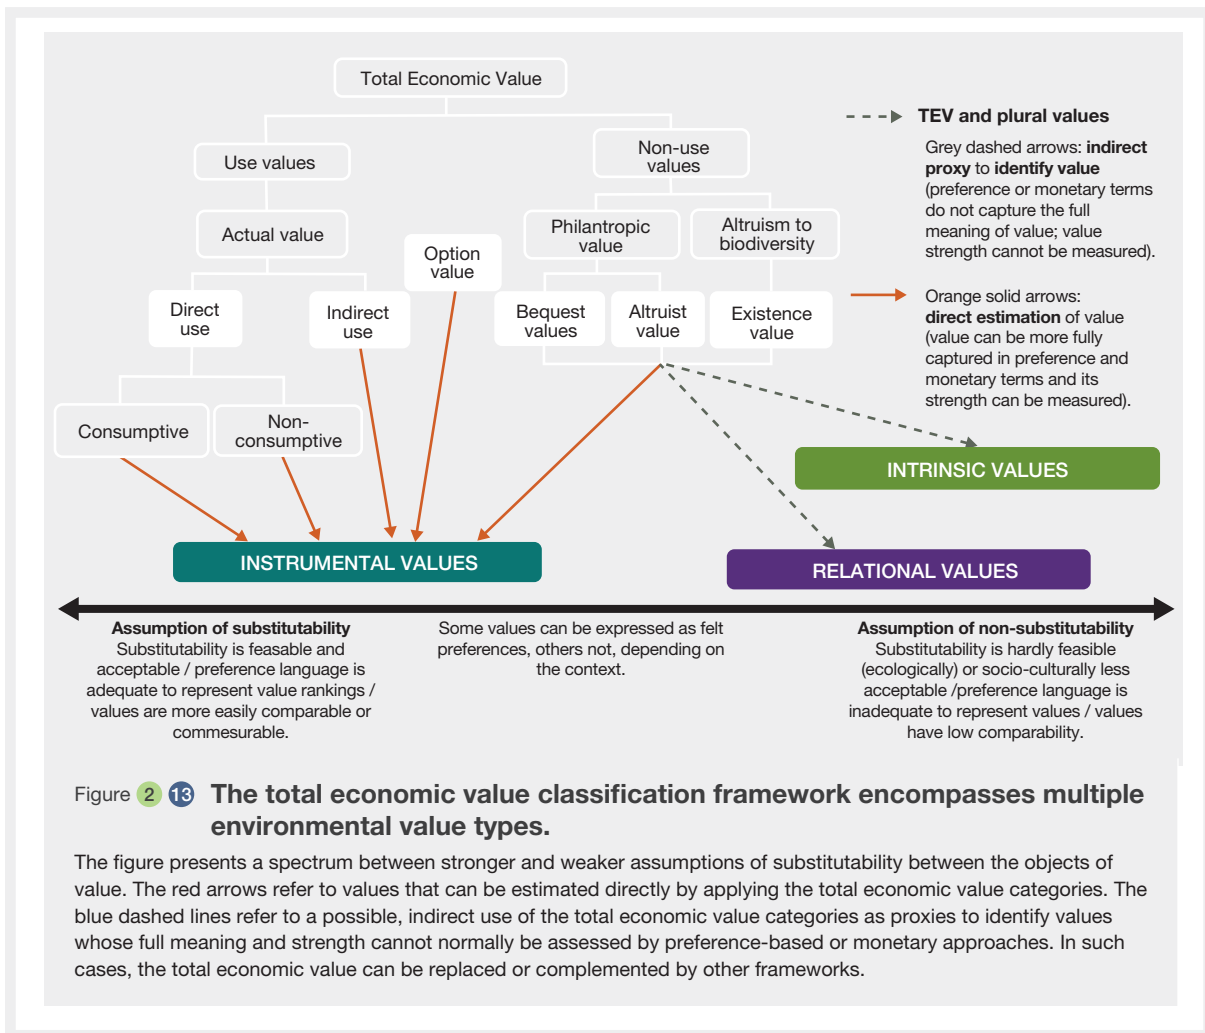 Total Economic Value
Use values
Non-use
values
Actual value
Option
value
Philantropic
value
Altruism to
biodiversity
Direct
use
Indirect
use
Bequest
values
Altruist
value
Existence
value
Consumptive
Non-
consumptive
TEV and plural values
Grey dashed arrows: indirect
proxy to identify value
(preference or monetary terms
do not capture the full
meaning of value; value
strength cannot be measured).
Orange solid arrows:
direct estimation of value
(value can be more fully
captured in preference and
monetary terms and its
strength can be measured).
INTRINSIC VALUES
INSTRUMENTAL VALUES
RELATIONAL VALUES
Assumption of substitutability
Substitutability is feasable and
acceptable / preference language is
adequate to represent value rankings /
values are more easily comparable or
commesurable.
Some values can be expressed as felt
preferences, others not, depending on
the context.
Assumption of non-substitutability
Substitutability is hardly feasible
(ecologically) or socio-culturally less
acceptable /preference language is
inadequate to represent values / values
have low comparability.
Figure 2 13 The total economic value classification framework encompasses multiple
environmental value types.
The figure presents a spectrum between stronger and weaker assumptions of substitutability between the objects of
value. The red arrows refer to values that can be estimated directly by applying the total economic value categories. The
blue dashed lines refer to a possible, indirect use of the total economic value categories as proxies to identify values
whose full meaning and strength cannot normally be assessed by preference-based or monetary approaches. In such
cases, the total economic value can be replaced or complemented by other frameworks.